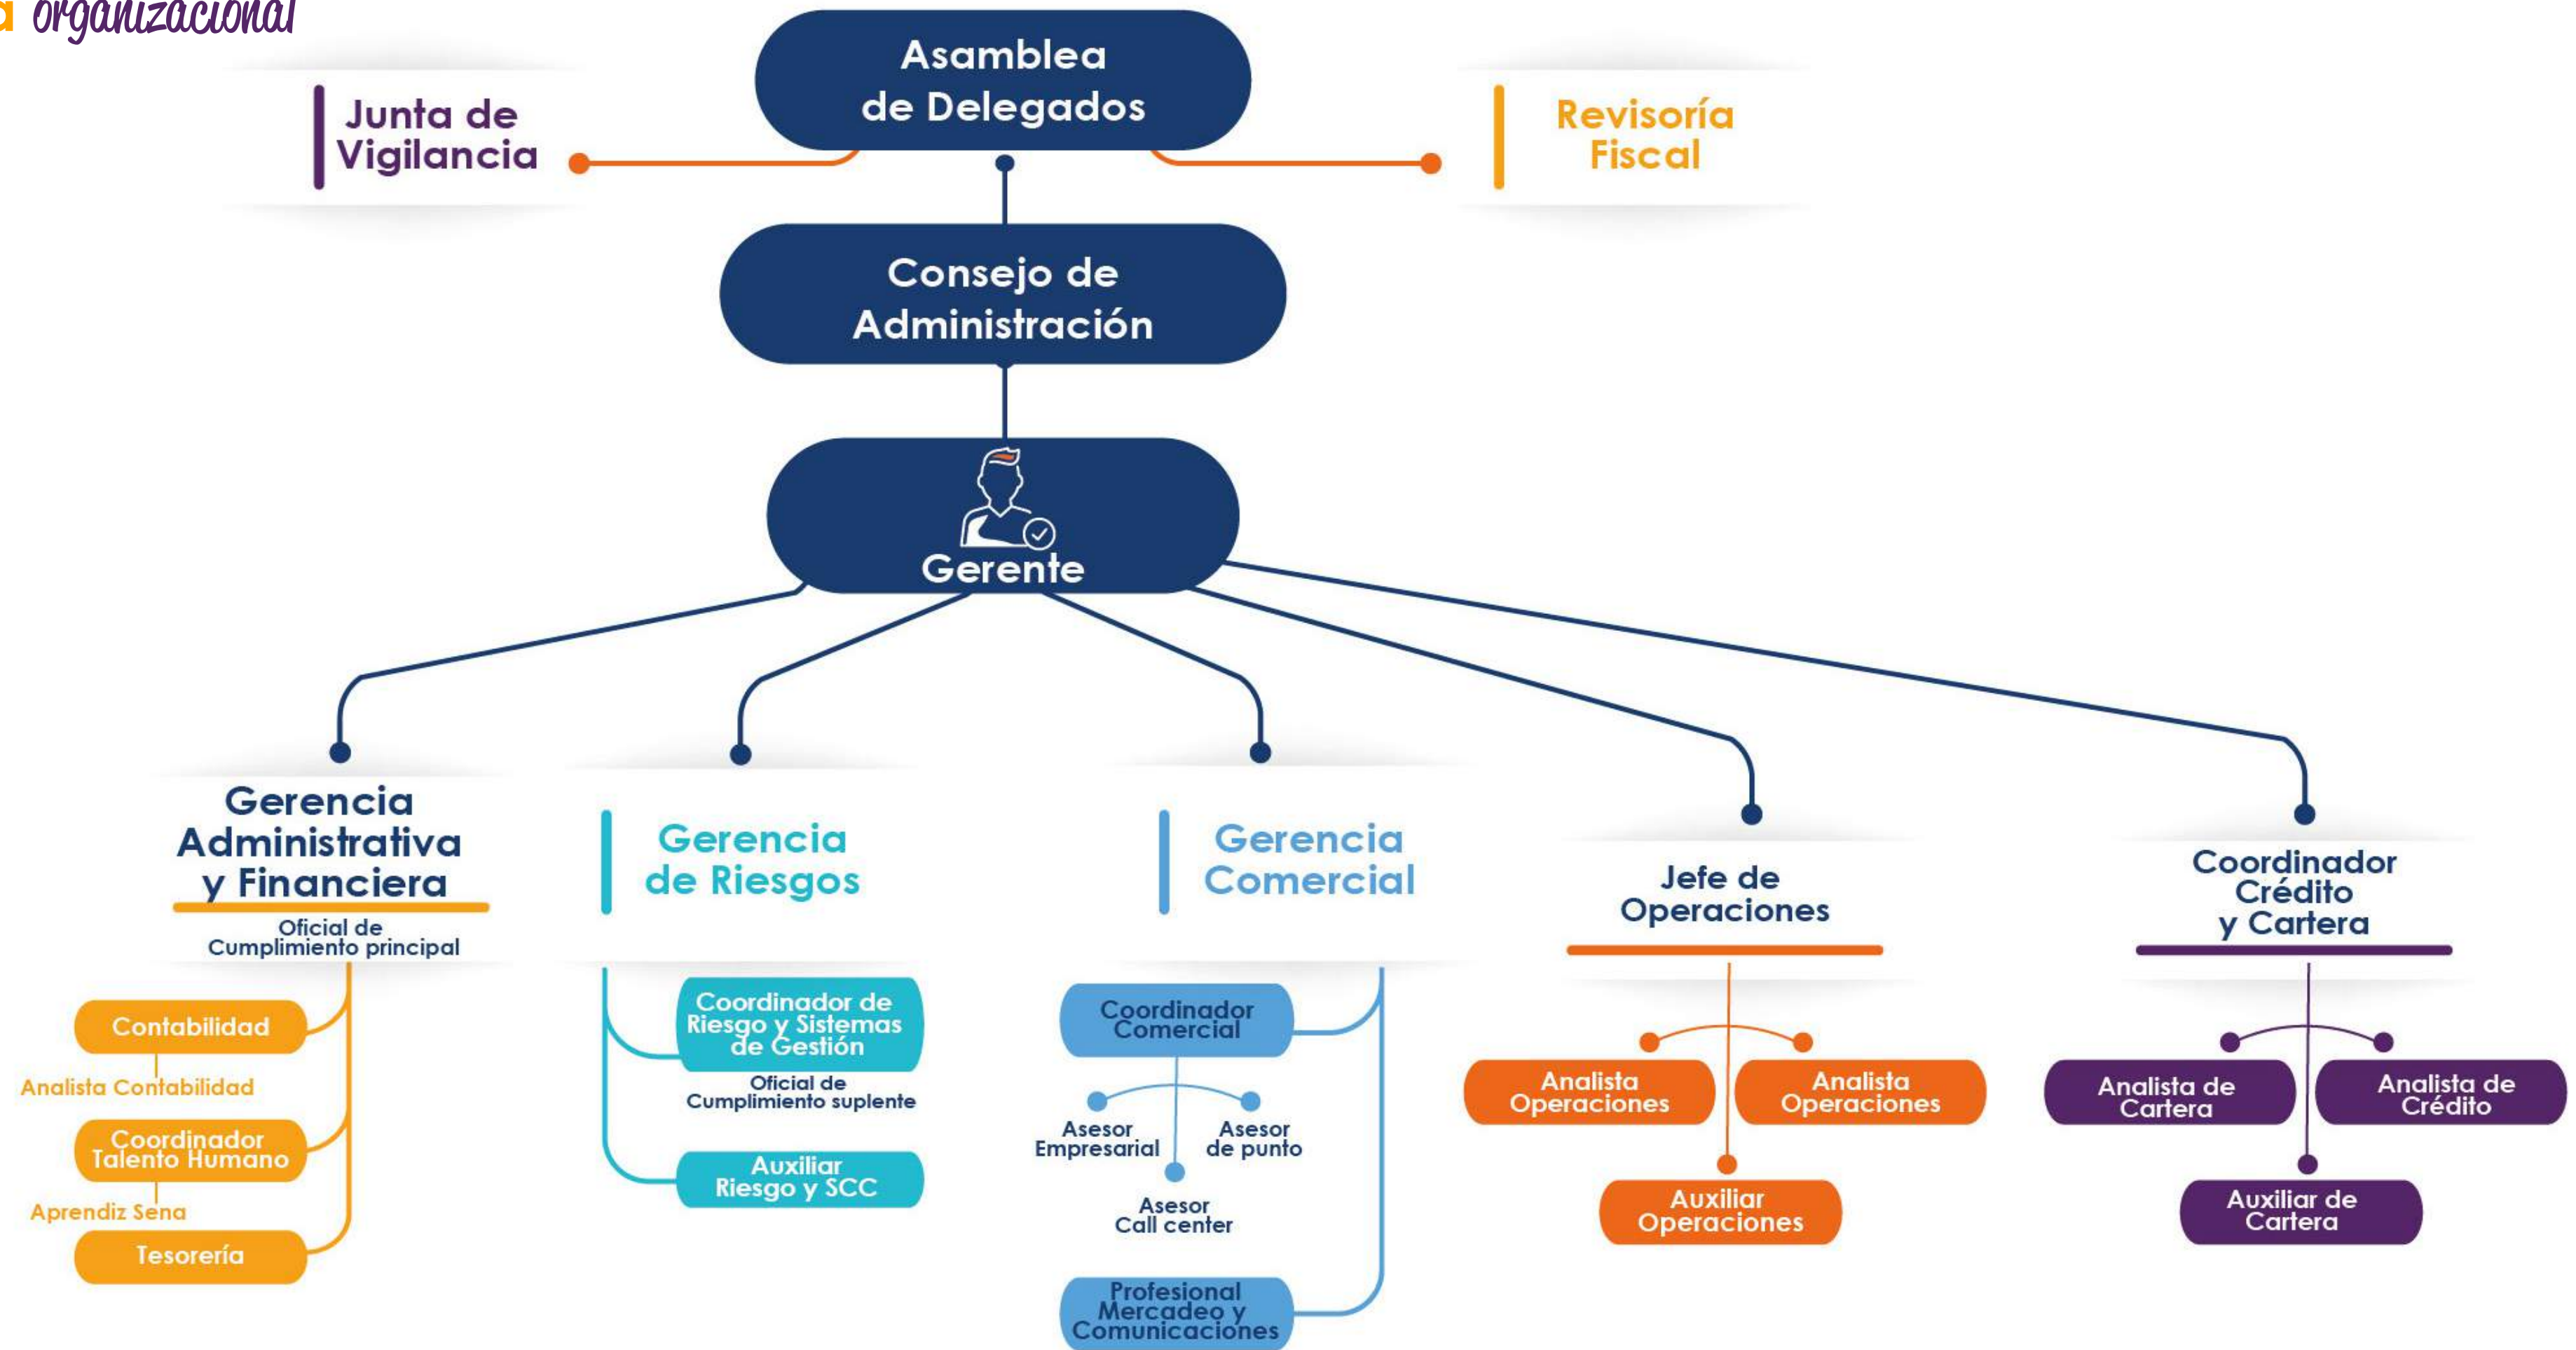 a organizacional
Asamblea
de Delegados
Junta de
Vigilancia
Revisoría
Fiscal
Consejo de
Administración
Gerente
Gerencia
Administrativa
y Financiera
Oficial de
Cumplimiento principal
Contabilidad
Analista Contabilidad
Coordinador
Talento Humano
Aprendiz Sena
Tesorería
Gerencia
de Riesgos
Coordinador de
Riesgo y Sistemas
de Gestión
Oficial de
Cumplimiento suplente
Auxiliar
Riesgo y SCC
Gerencia
Comercial
Coordinador
Comercial
Asesor
Empresarial
Asesor
de punto
Asesor
Call center
Profesional
Mercadeo y
Comunicaciones
Jefe de
Operaciones
Analista
Operaciones
Analista
Operaciones
Auxiliar
Operaciones
Coordinador
Crédito
y Cartera
Analista de
Cartera
Analista de
Crédito
Auxiliar de
Cartera